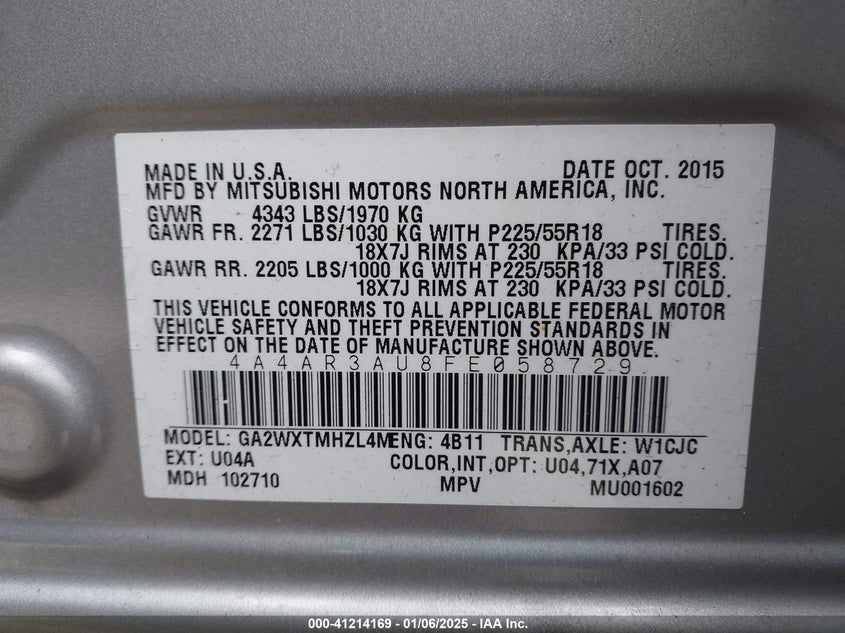 MADE IN U.S.A. DATE OCT. 2015
MFD BY MITSUBISHI MOTORS NORTH AMERICA, INC.
GVWR 4343 LBS/1970 KG
GAWR FR. 2271 LBS/1030 KG WITH P225/55R18 TIRES.
18X7J RIMS AT 230 KPA/33 PSI COLD.
GAWR RR. 2205 LBS/1000 KG WITH P225/55R18 TIRES.
18X7J RIMS AT 230 KPA/33 PSI COLD.
THIS VEHICLE CONFORMS TO ALL APPLICABLE FEDERAL MOTOR
VEHICLE SAFETY AND THEFT PREVENTION STANDARDS IN
EFFECT ON THE DATE OF MANUFACTURE SHOWN ABOVE.
4A4AR3AU8FE058729
MODEL: GA2WXTMHZL4M ENG: 4B11 TRANS,AXLE: W1CJC
EXT: U04A COLOR,INT,OPT: U04,71X,A07
MDH 102710 MPV MU001602
000-41214169 - 01/06/2025 - © IAA Inc.